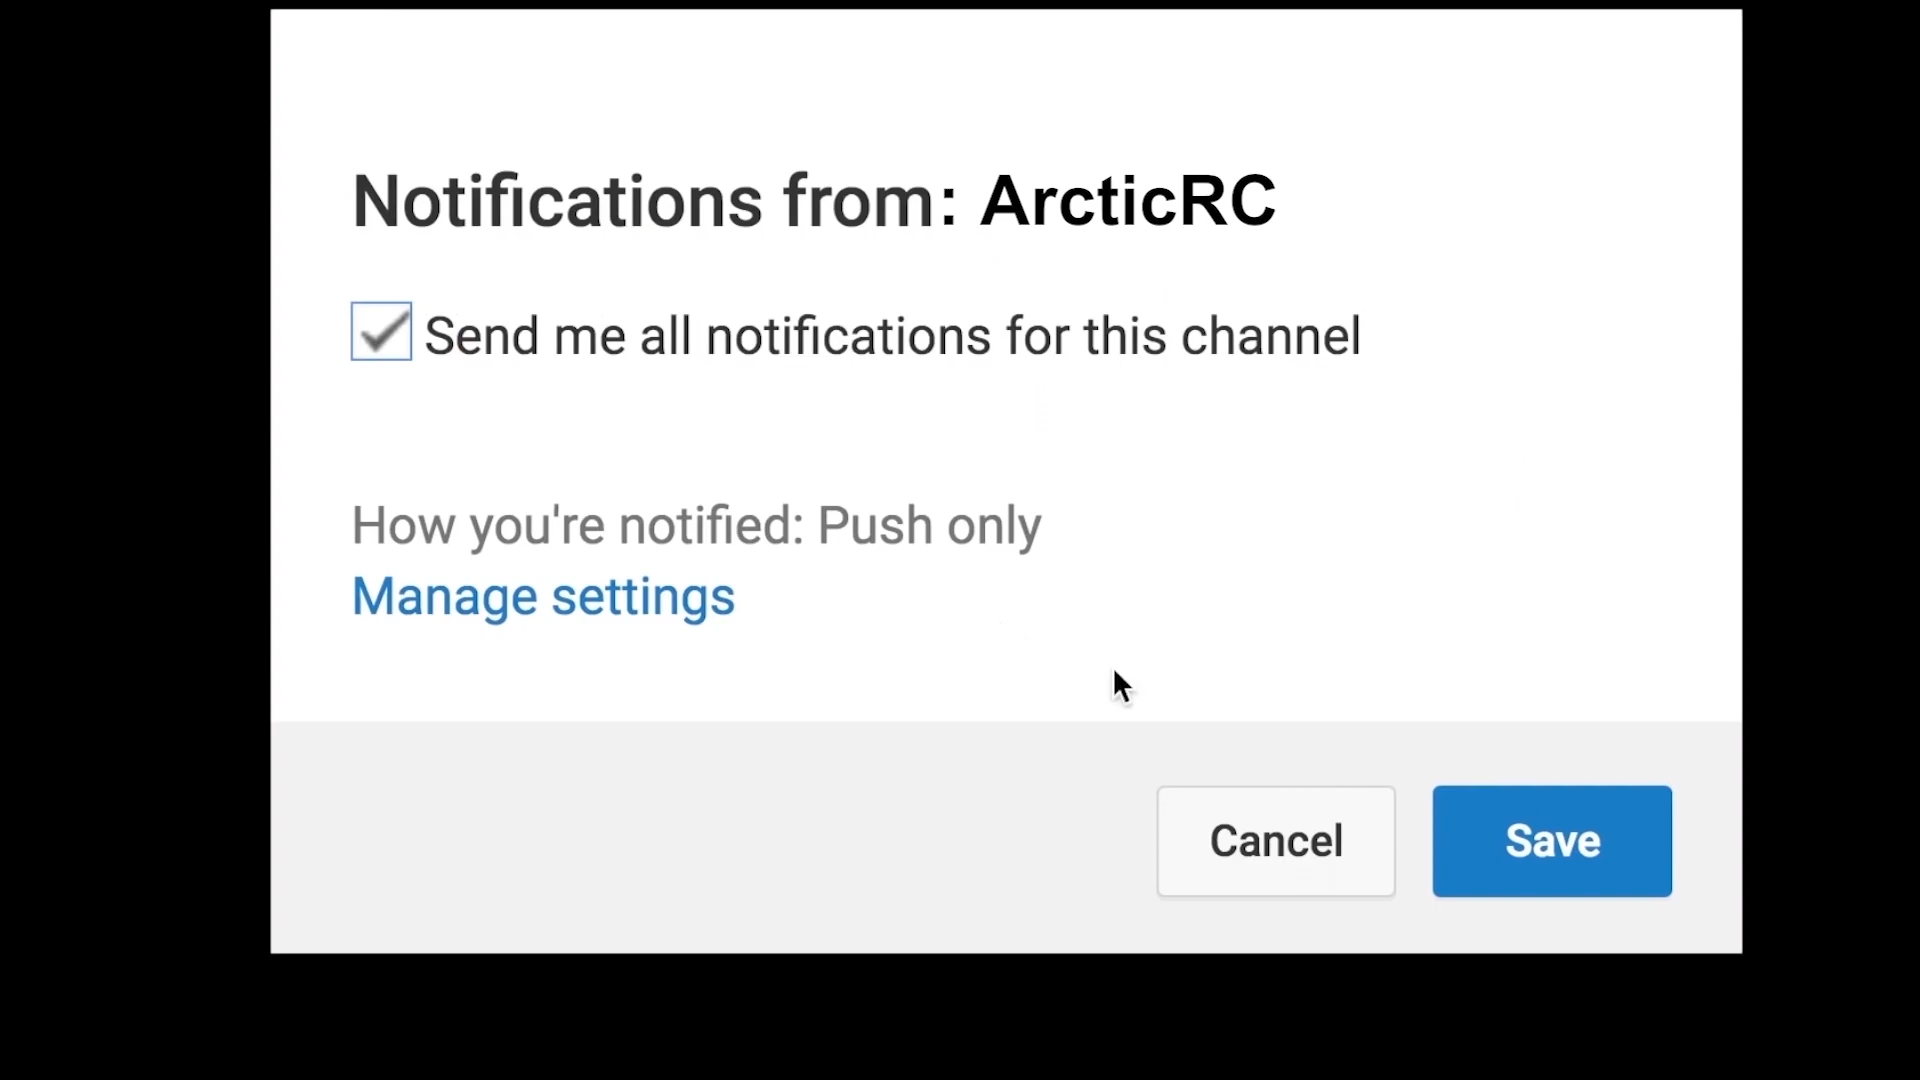 Notifications from: ArcticRC
Send me all notifications for this channel
How you're notified: Push only
Manage settings
Cancel
Save